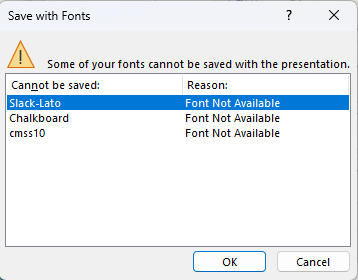 Save with Fonts
Some of your fonts cannot be saved with the presentation.
Cannot be saved: Reason:
Slack-Lato Font Not Available
Chalkboard Font Not Available
cmss10 Font Not Available
OK Cancel